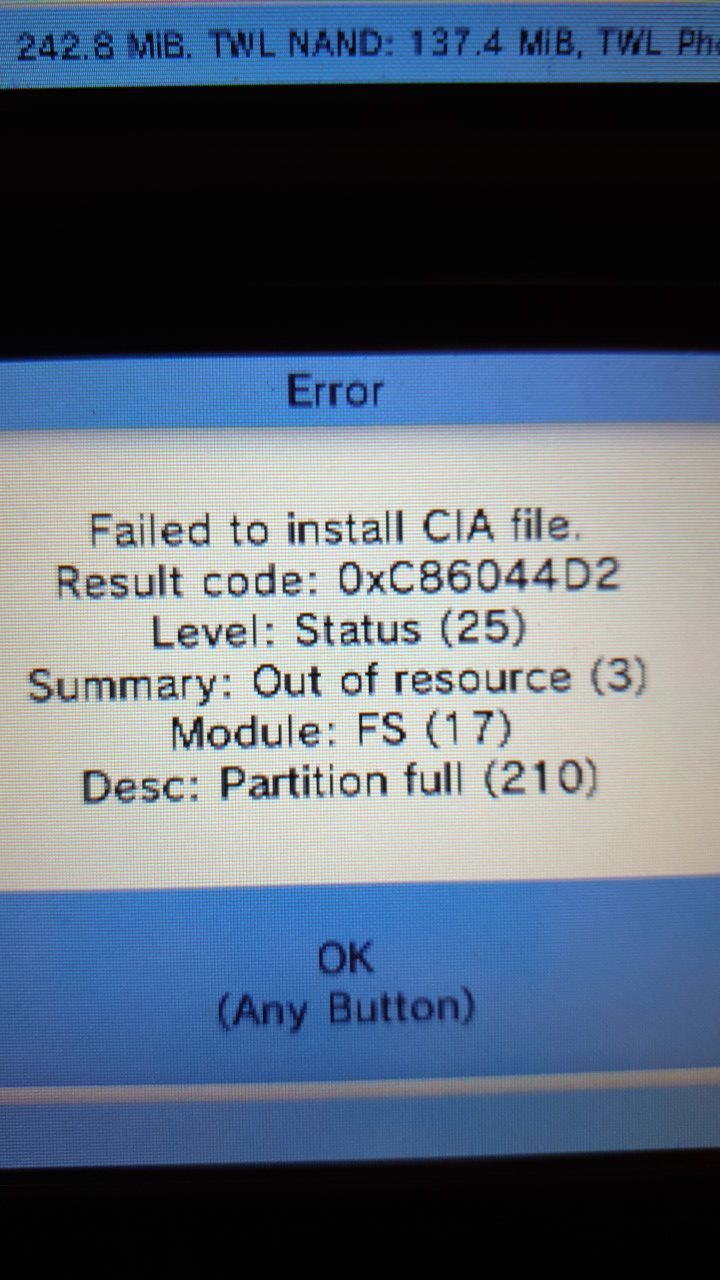 242.8 MiB, TWL NAND: 137.4 MiB, TWL Pho
Error
Failed to install CIA file.
Result code: 0xC86044D2
Level: Status (25)
Summary: Out of resource (3)
Module: FS (17)
Desc: Partition full (210)
OK
(Any Button)